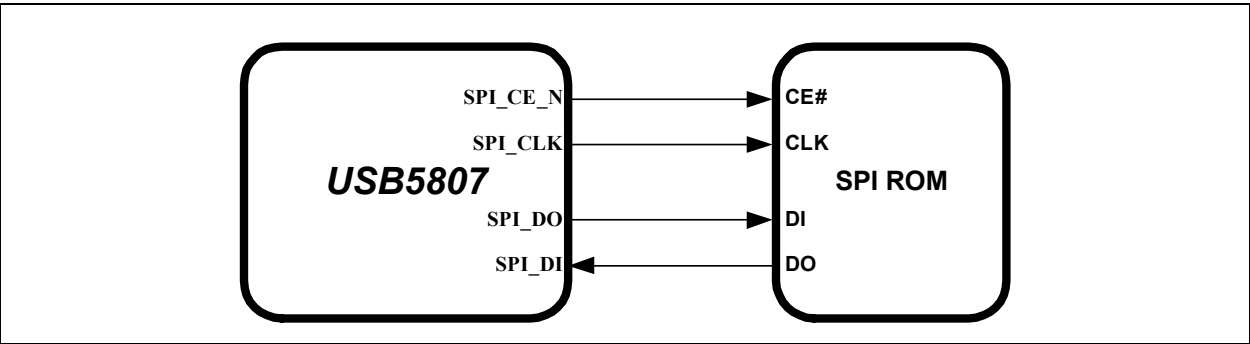 USB5807
SPI_CE_N
SPI_CLK
SPI_DO
SPI_DI
CE#
CLK
DI
DO
SPI ROM